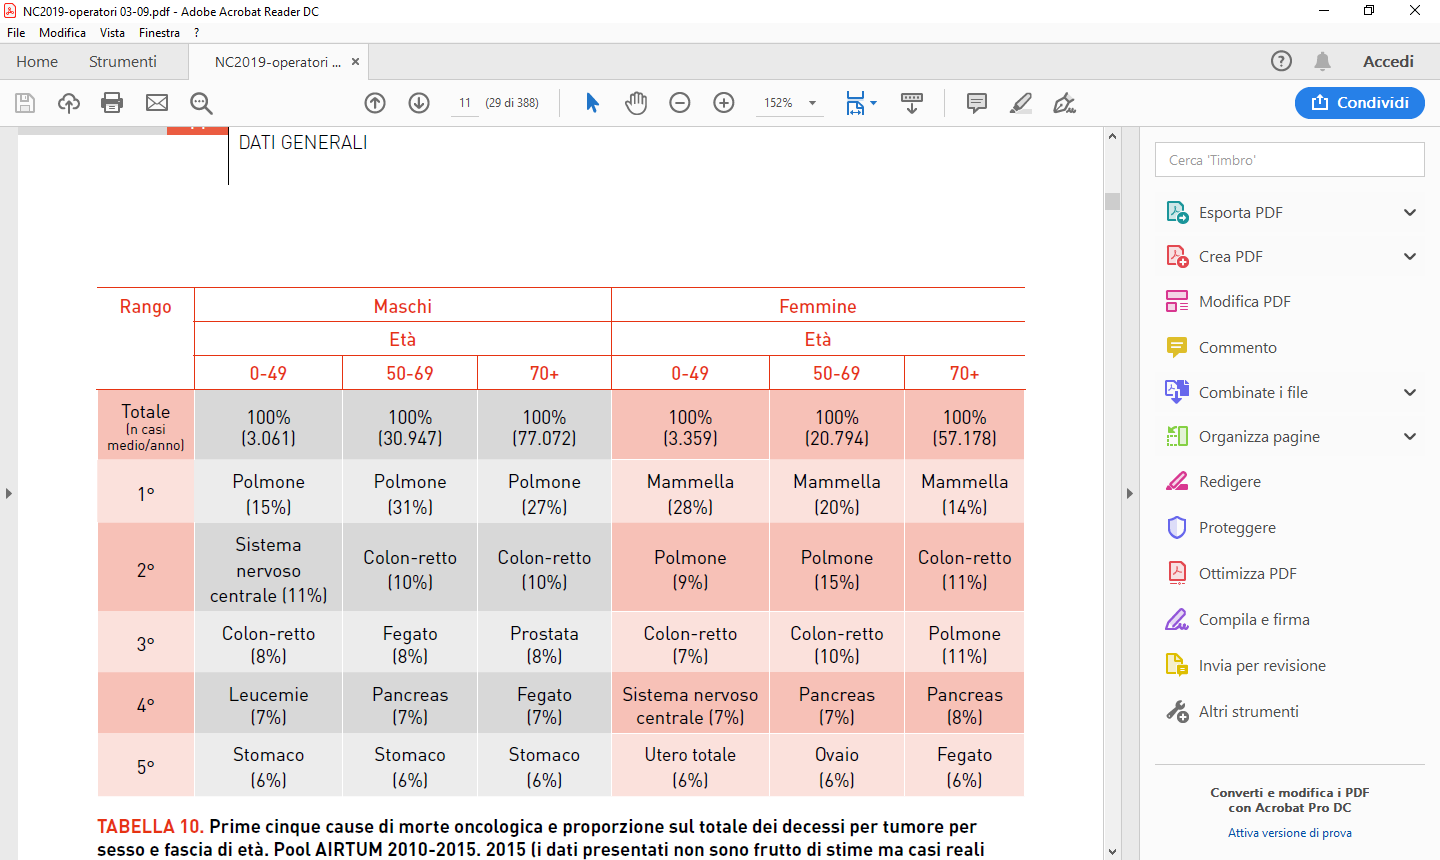 NC2019-operatori 03-09.pdf - Adobe Acrobat Reader DC
File Modifica Vista Finestra ?
Home Strumenti NC2019-operatori ... × Accedi
11 (29 di 388) 152% Condividi
DATI GENERALI
Rango Maschi Femmine
Età Età
0-49 50-69 70+ 0-49 50-69 70+
Totale
(n casi
medio/anno)
100% 100% 100% 100% 100% 100%
(3.061) (30.947) (77.072) (3.359) (20.794) (57.178)
1°
Polmone Polmone Polmone Mammella Mammella Mammella
(15%) (31%) (27%) (28%) (20%) (14%)
2°
Sistema
nervoso
centrale (11%)
Colon-retto Colon-retto Polmone Polmone Colon-retto
(10%) (10%) (9%) (15%) (11%)
3°
Colon-retto Fegato Prostata Colon-retto Colon-retto Polmone
(8%) (8%) (8%) (7%) (10%) (11%)
4°
Leucemie Pancreas Fegato Sistema nervoso Pancreas Pancreas
(7%) (7%) (7%) centrale (7%) (7%) (8%)
5°
Stomaco Stomaco Stomaco Utero totale Ovaio Fegato
(6%) (6%) (6%) (6%) (6%) (6%)
TABELLA 10. Prime cinque cause di morte oncologica e proporzione sul totale dei decessi per tumore per
sesso e fascia di età. Pool AIRTUM 2010-2015. 2015 (i dati presentati non sono frutto di stime ma casi reali
Cerca 'Timbro'
Esporta PDF
Crea PDF
Modifica PDF
Commento
Combinate i file
Organizza pagine
Redigere
Proteggere
Ottimizza PDF
Compila e firma
Invia per revisione
Altri strumenti
Converti e modifica i PDF
con Acrobat Pro DC
Attiva versione di prova